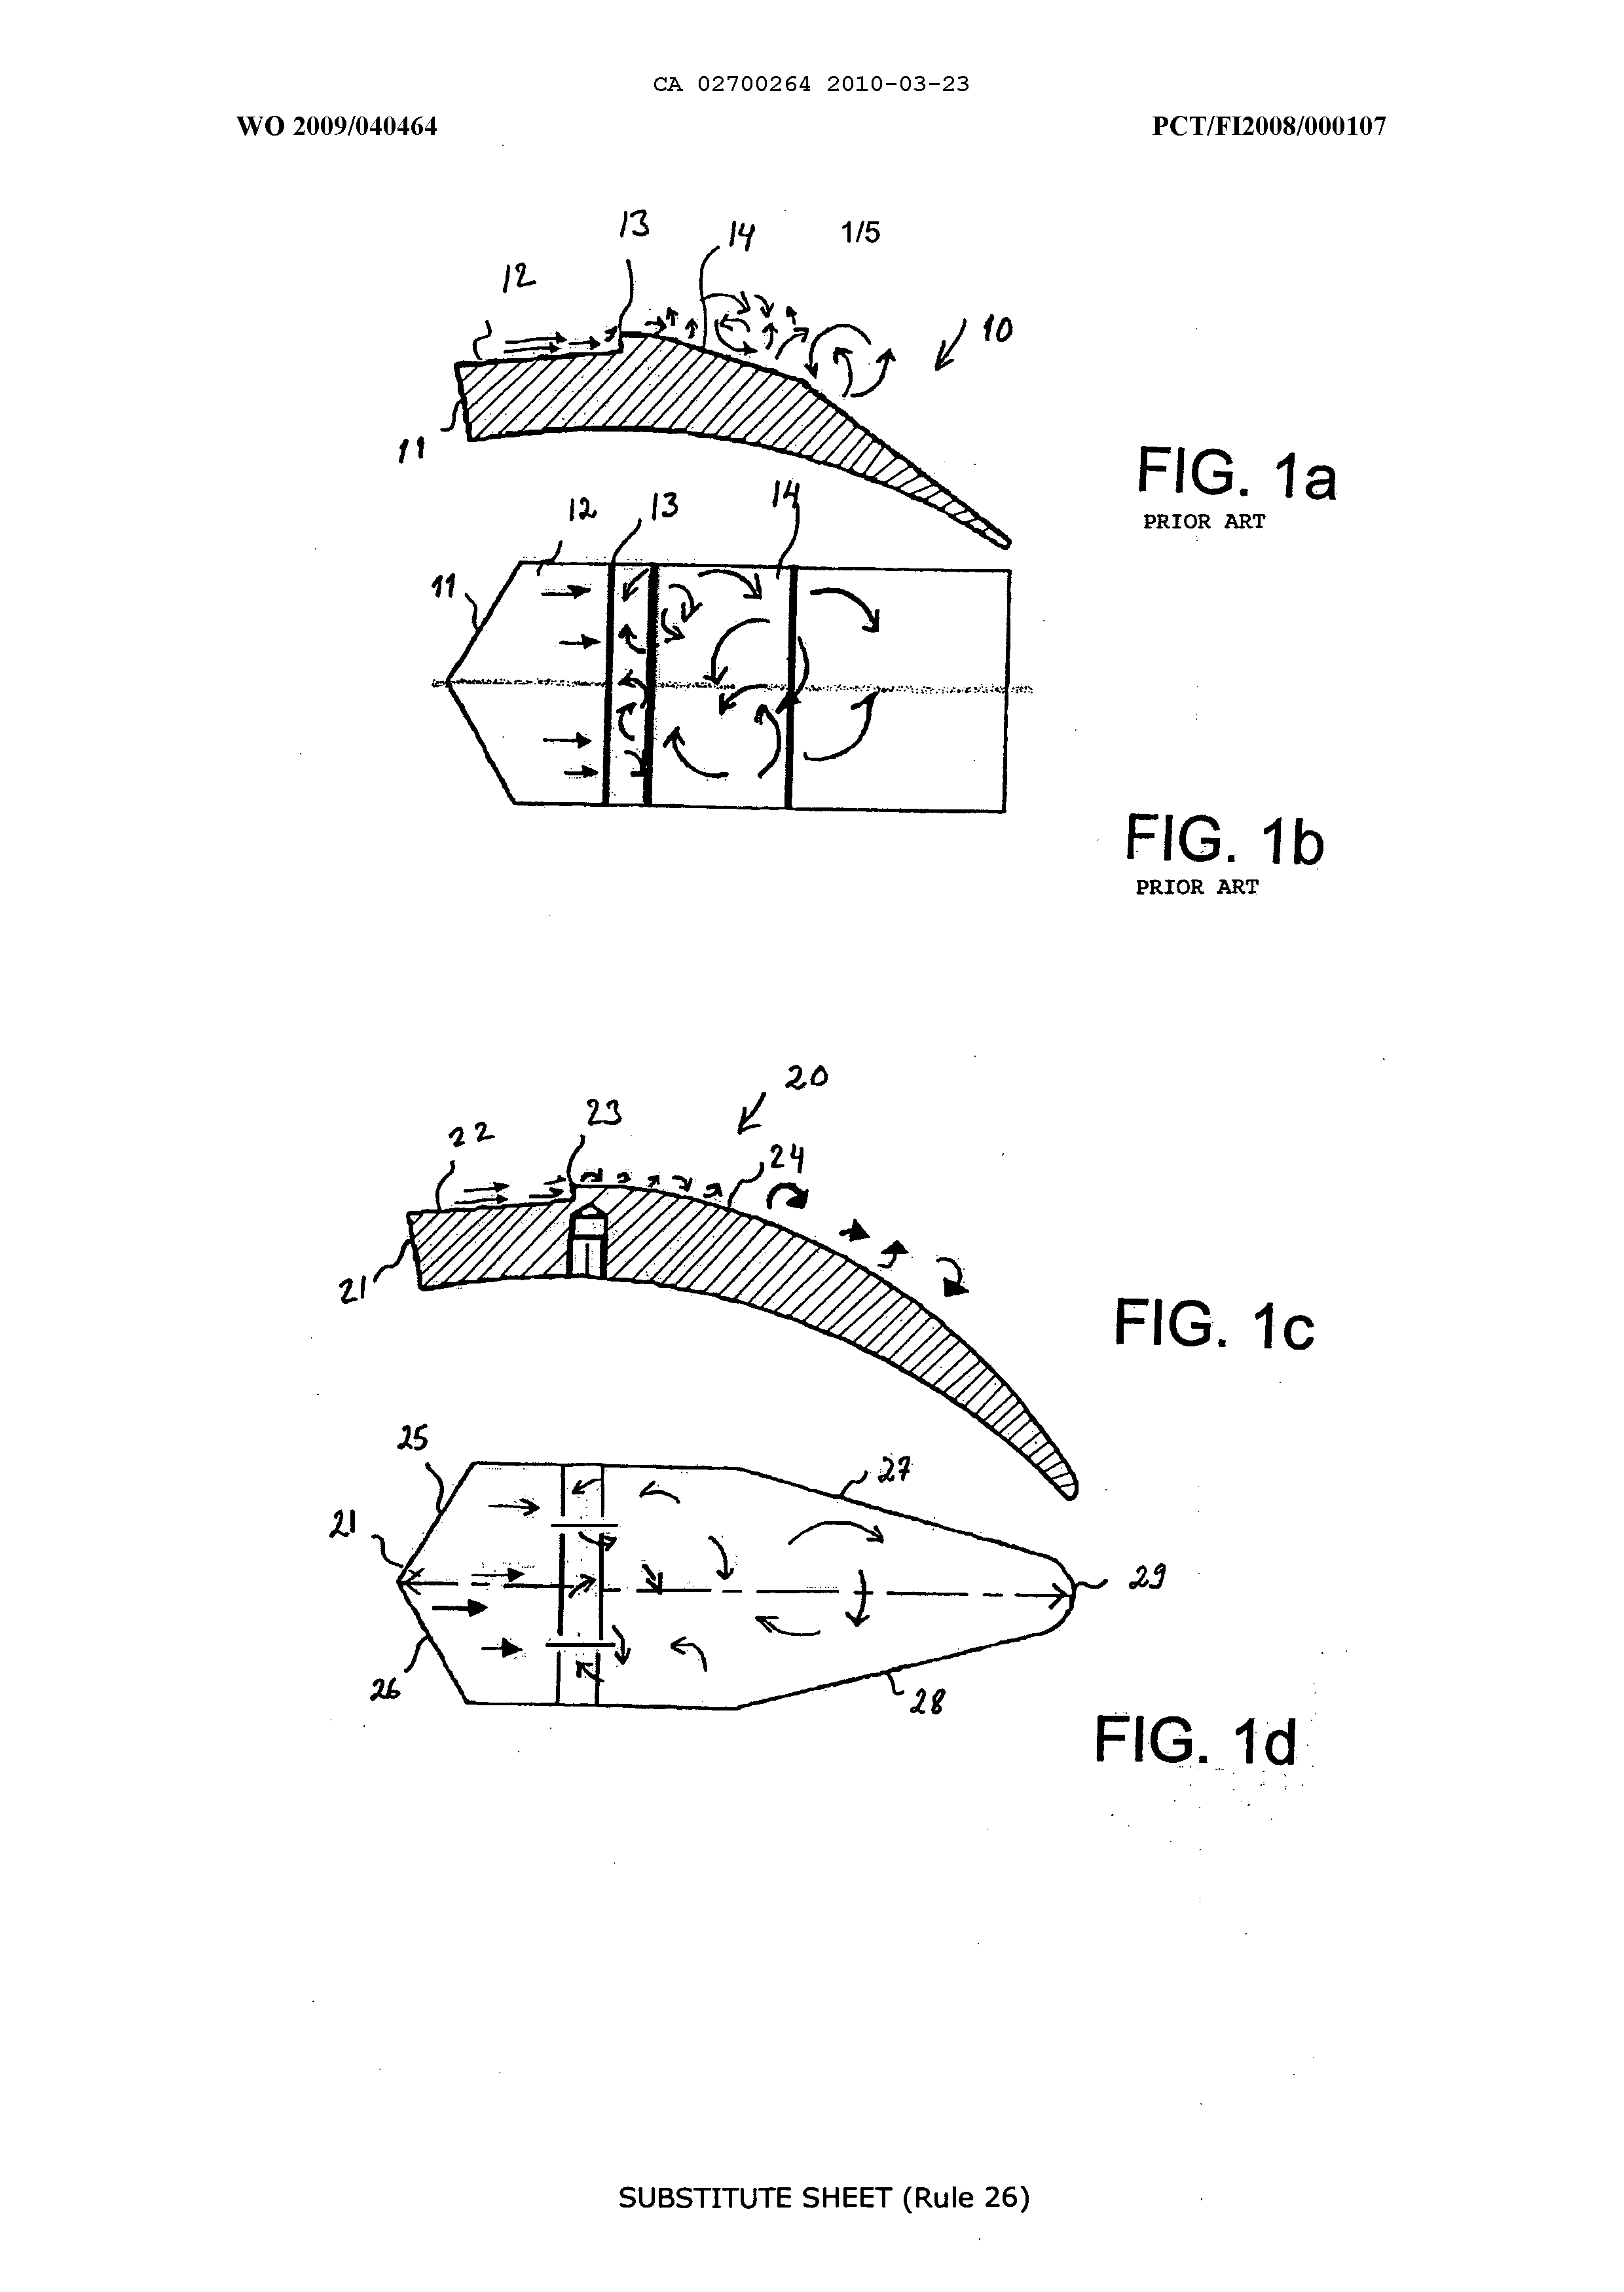 CA 02700264 2010-03-23
WO 2009/040464 PCT/FI2008/000107
1/5
13
14
12
10
11
FIG. 1a
PRIOR ART
12
13
14
11
FIG. 1b
PRIOR ART
20
23
22
24
21
FIG. 1c
25
27
21
29
26
28
FIG. 1d
SUBSTITUTE SHEET (Rule 26)